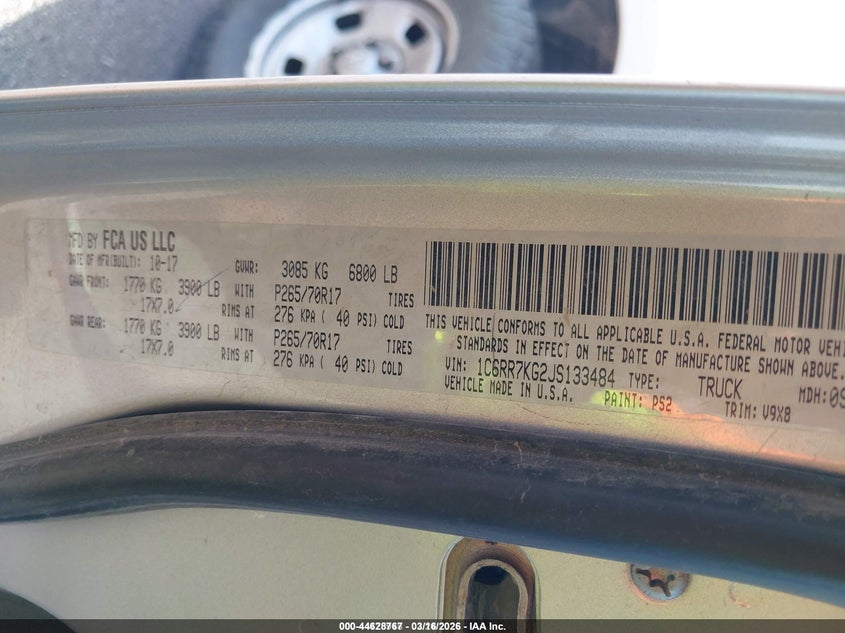 MFD BY FCA US LLC
DATE OF MFR(BUILT): 10-17 GVWR: 3085 KG 6800 LB
GAWR FRONT: 1770 KG 3900 LB WITH P265/70R17 TIRES
17X7.0 RIMS AT 276 KPA ( 40 PSI) COLD
GAWR REAR: 1770 KG 3900 LB WITH P265/70R17 TIRES
17X7.0 RIMS AT 276 KPA ( 40 PSI) COLD
THIS VEHICLE CONFORMS TO ALL APPLICABLE U.S.A. FEDERAL MOTOR
STANDARDS IN EFFECT ON THE DATE OF MANUFACTURE SHOWN ABOVE.
VIN: 1C6RR7KG2JS133484 TYPE: TRUCK MDH:
VEHICLE MADE IN U.S.A. PAINT: PS2 TRIM: V9X8
000-44628767 - 03/16/2026 - IAA Inc.